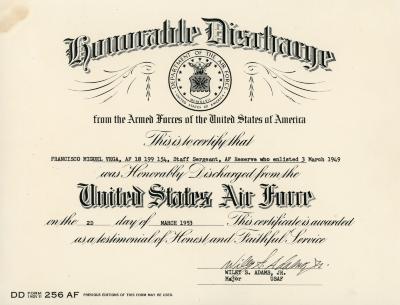 Honorable Discharge
DEPARTMENT OF THE AIR FORCE
UNITED STATES OF AMERICA
from the Armed Forces of the United States of America
This is to certify that
FRANCISCO MIGUEL VEGA, AF 18 199 154, Staff Sergeant, AF Reserve who enlisted 3 March 1949
was Honorably Discharged from the
United States Air Force
on the 20 day of MARCH 1953 This certificate is awarded
as a testimonial of Honest and Faithful Service
WILEY S. ADAMS, JR.
Major USAF
DD FORM 256 AF PREVIOUS EDITIONS OF THIS FORM MAY BE USED.